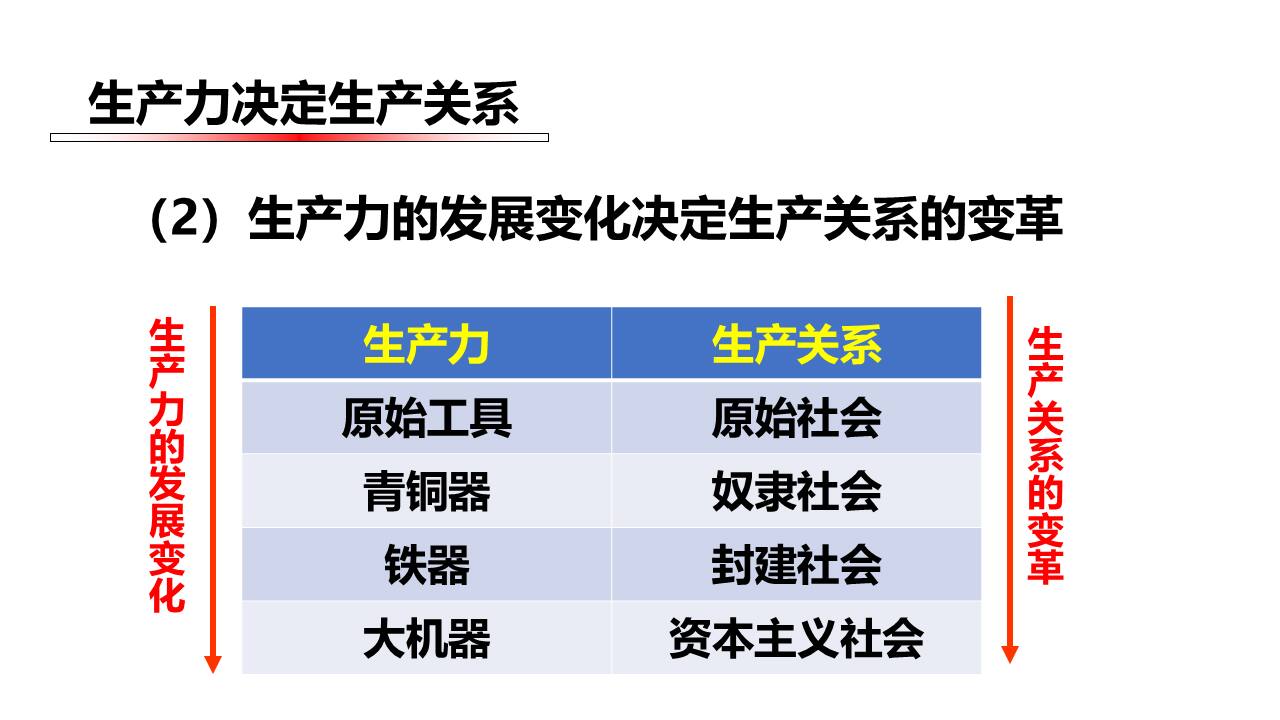 生产力决定生产关系
（2）生产力的发展变化决定生产关系的变革
生产力的发展变化
生产力 生产关系
原始工具 原始社会
青铜器 奴隶社会
铁器 封建社会
大机器 资本主义社会
生产关系的变革